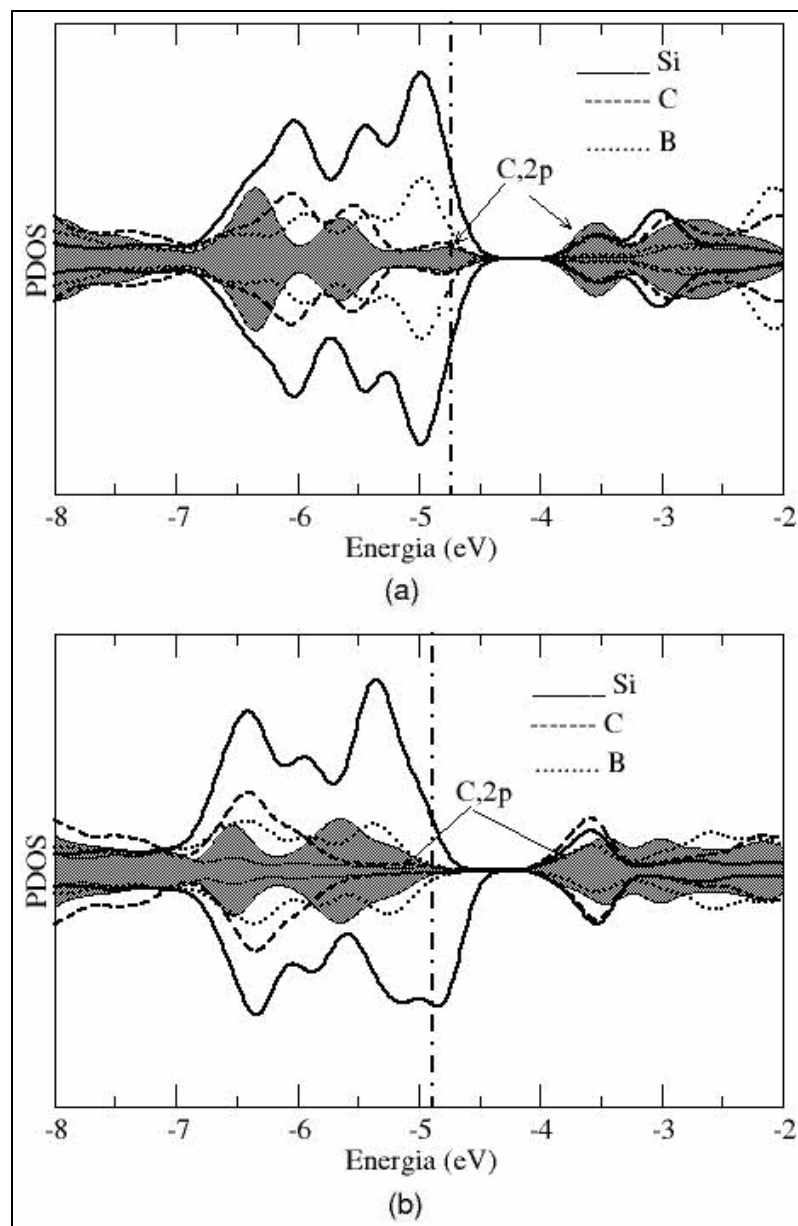 Si
C
B
C,2p
PDOS
-8 -7 -6 -5 -4 -3 -2
Energia (eV)
(a)
Si
C
B
C,2p
PDOS
-8 -7 -6 -5 -4 -3 -2
Energia (eV)
(b)